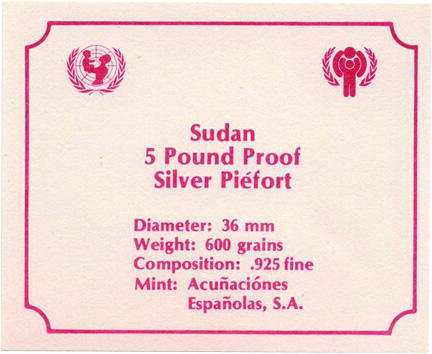 Sudan
5 Pound Proof
Silver Piéfort
Diameter: 36 mm
Weight: 600 grains
Composition: .925 fine
Mint: Acuñaciónes
Españolas, S.A.